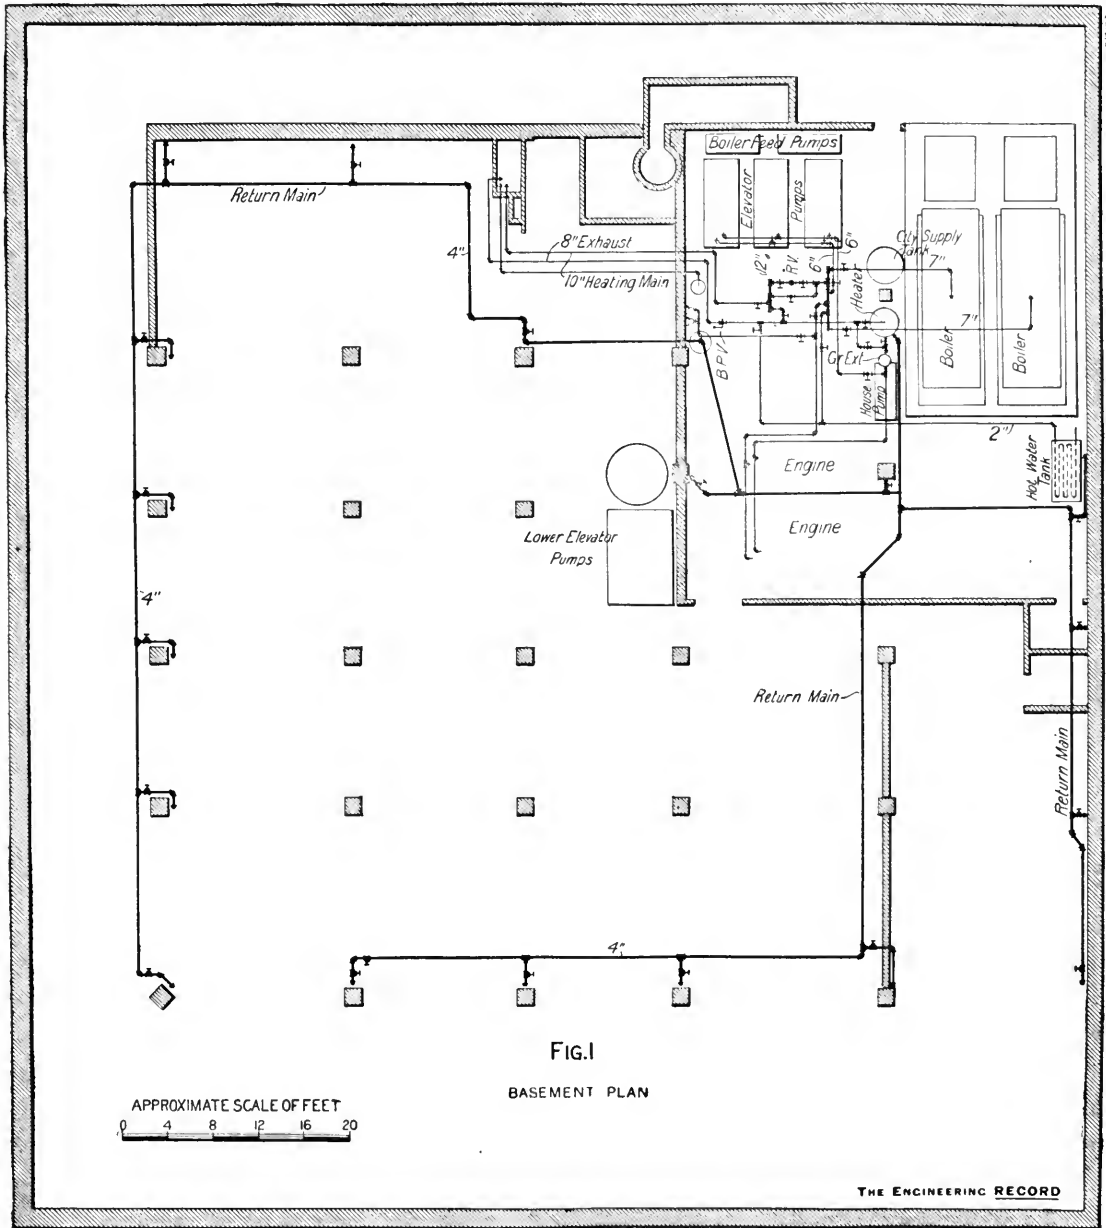 Boiler Feed Pumps
Elevator
Pumps
Return Main
4"
8" Exhaust
10" Heating Main
12"
R.V.
6"
6"
City Supply
Tank
7"
Heater
7"
Boiler
Boiler
B P V
Gr. Ext
House
Pump
2"
Hot Water
Tank
Engine
Engine
Lower Elevator
Pumps
4"
Return Main
Return Main
4"
FIG.1
BASEMENT PLAN
APPROXIMATE SCALE OF FEET
0 4 8 12 16 20
THE ENGINEERING RECORD